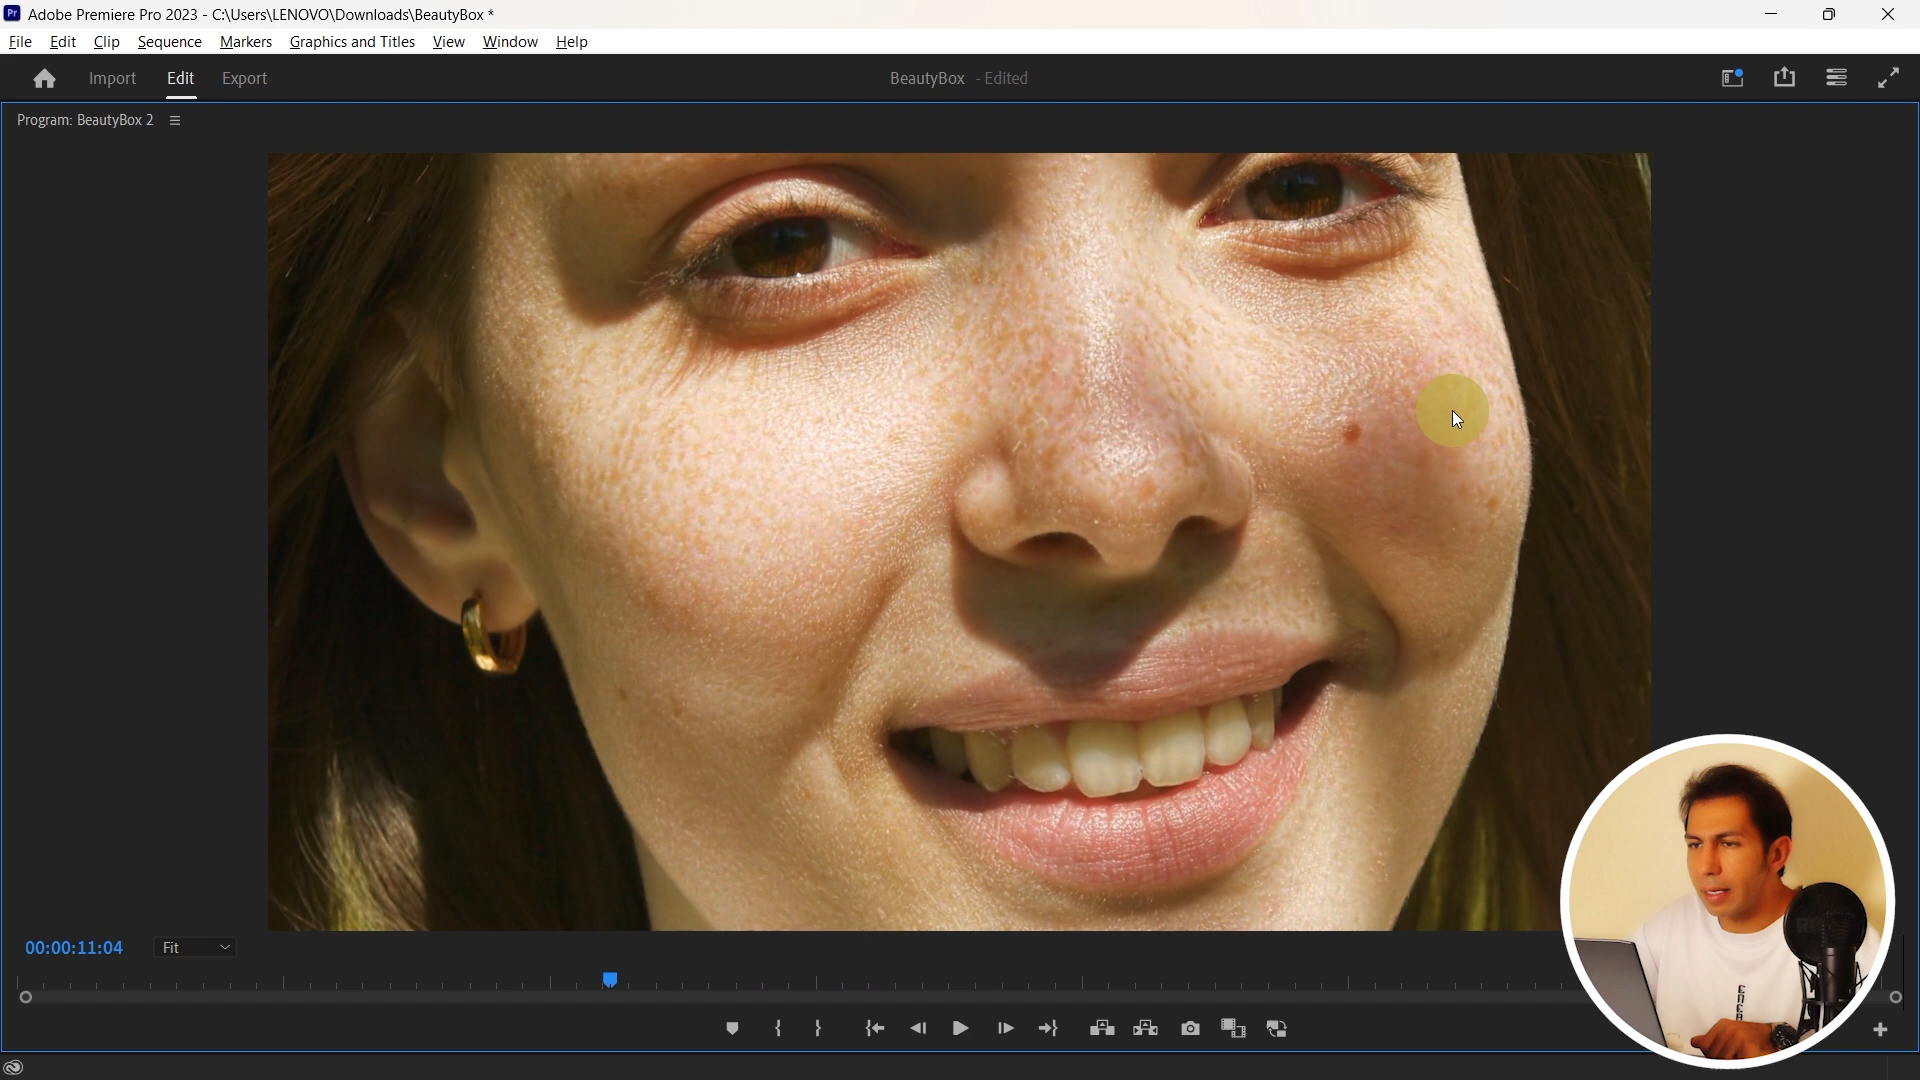 Pr Adobe Premiere Pro 2023 - C:\Users\LENOVO\Downloads\BeautyBox *
File Edit Clip Sequence Markers Graphics and Titles View Window Help
Import Edit Export BeautyBox - Edited
Program: BeautyBox 2
00:00:11:04 Fit